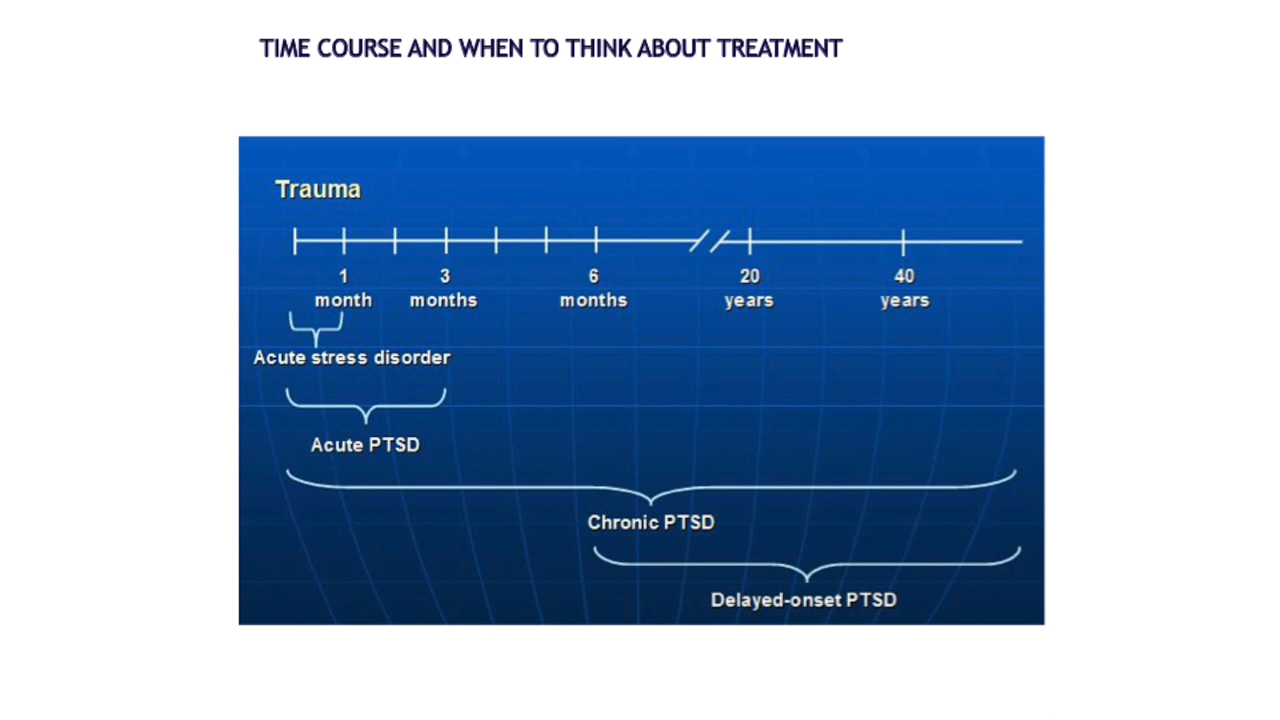 TIME COURSE AND WHEN TO THINK ABOUT TREATMENT
Trauma
1 month
3 months
6 months
20 years
40 years
Acute stress disorder
Acute PTSD
Chronic PTSD
Delayed-onset PTSD